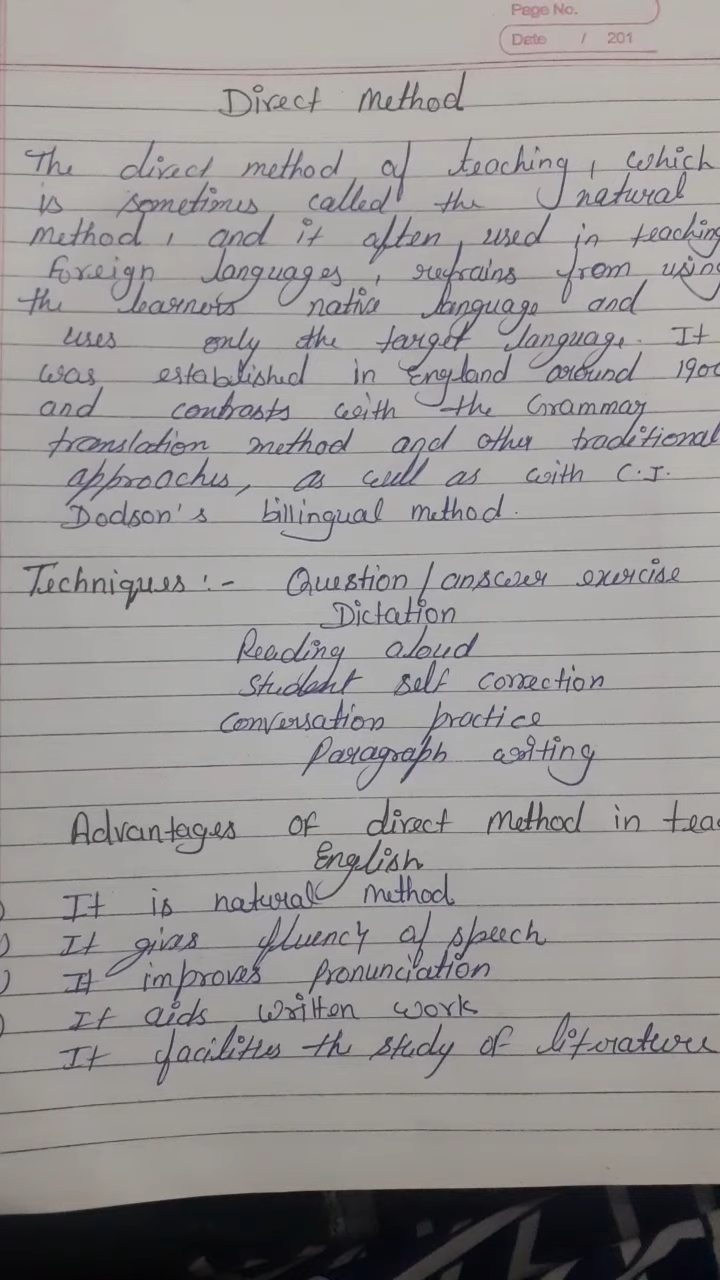 Page No.
Date / 201
Direct Method
The direct method of teaching, which
is sometimes called the natural
method, and it often, used in teaching
foreign languages, refrains from using
the learners native language and
uses only the target language. It
was established in England around 190
and contrasts with the Grammar
translation method and other traditional
approaches, as well as with C.J.
Dodson's billingual method.
Techniques :- Question / answer exercise
Dictation
Reading aloud
Student self correction
Conversation practice
Paragraph writing
Advantages of direct method in tea
English
It is natural method
It gives fluency of speech
It improves pronunciation
It aids written work
It facilities the study of literature